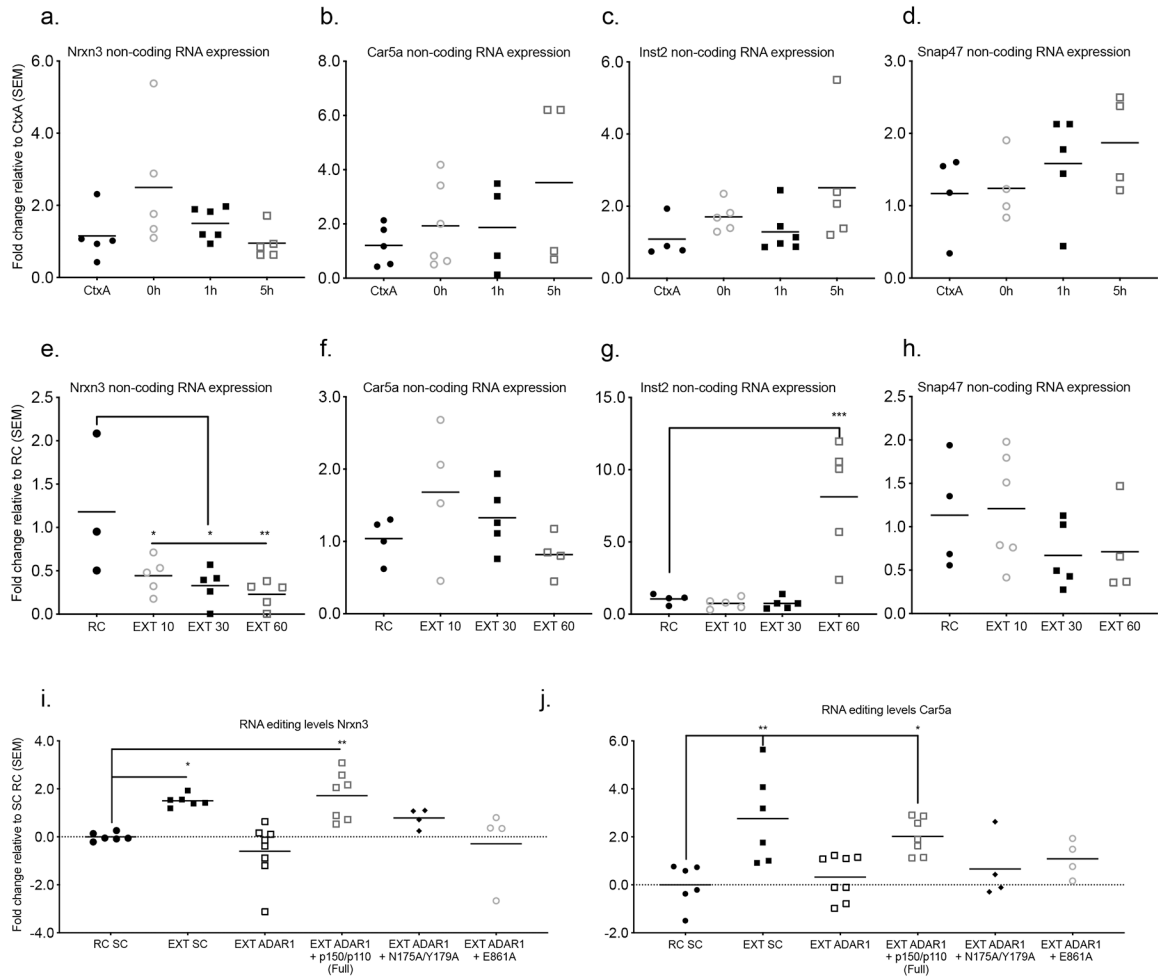 a.
Nrxn3 non-coding RNA expression
Fold change relative to CtxA (SEM)
6.0
4.0
2.0
0.0
CtxA
0h
1h
5h
b.
Car5a non-coding RNA expression
8.0
6.0
4.0
2.0
0.0
CtxA
0h
1h
5h
c.
Inst2 non-coding RNA expression
6.0
4.0
2.0
0.0
CtxA
0h
1h
5h
d.
Snap47 non-coding RNA expression
3.0
2.0
1.0
0.0
CtxA
0h
1h
5h
e.
Nrxn3 non-coding RNA expression
Fold change relative to RC (SEM)
2.5
2.0
1.5
1.0
0.5
0.0
*
*
**
RC
EXT 10
EXT 30
EXT 60
f.
Car5a non-coding RNA expression
3.0
2.0
1.0
0.0
RC
EXT 10
EXT 30
EXT 60
g.
Inst2 non-coding RNA expression
15.0
10.0
5.0
0.0
***
RC
EXT 10
EXT 30
EXT 60
h.
Snap47 non-coding RNA expression
2.5
2.0
1.5
1.0
0.5
0.0
RC
EXT 10
EXT 30
EXT 60
i.
RNA editing levels Nrxn3
Fold change relative to SC RC (SEM)
4.0
2.0
0.0
-2.0
-4.0
*
**
RC SC
EXT SC
EXT ADAR1
EXT ADAR1
+ p150/p110
(Full)
EXT ADAR1
+ N175A/Y179A
EXT ADAR1
+ E861A
j.
RNA editing levels Car5a
6.0
4.0
2.0
0.0
-2.0
**
*
RC SC
EXT SC
EXT ADAR1
EXT ADAR1
+ p150/p110
(Full)
EXT ADAR1
+ N175A/Y179A
EXT ADAR1
+ E861A